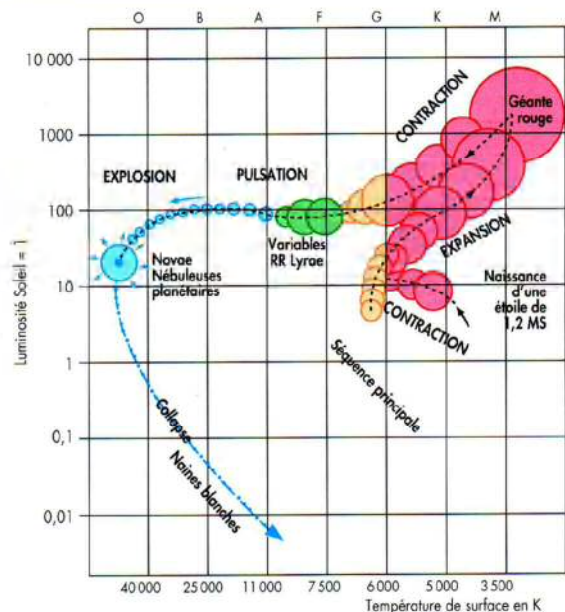 O B A F G K M
10 000
1000
100
10
1
0,1
0,01
Luminosité Soleil = 1
CONTRACTION
Géante
rouge
EXPLOSION
PULSATION
Variables
RR Lyrae
EXPANSION
Novae
Nébuleuses
planétaires
Naissance
d'une
étoile de
1,2 MS
CONTRACTION
Séquence principale
Collapse
Naines blanches
40 000 25 000 11 000 7 500 6 000 5 000 3 500
Température de surface en K